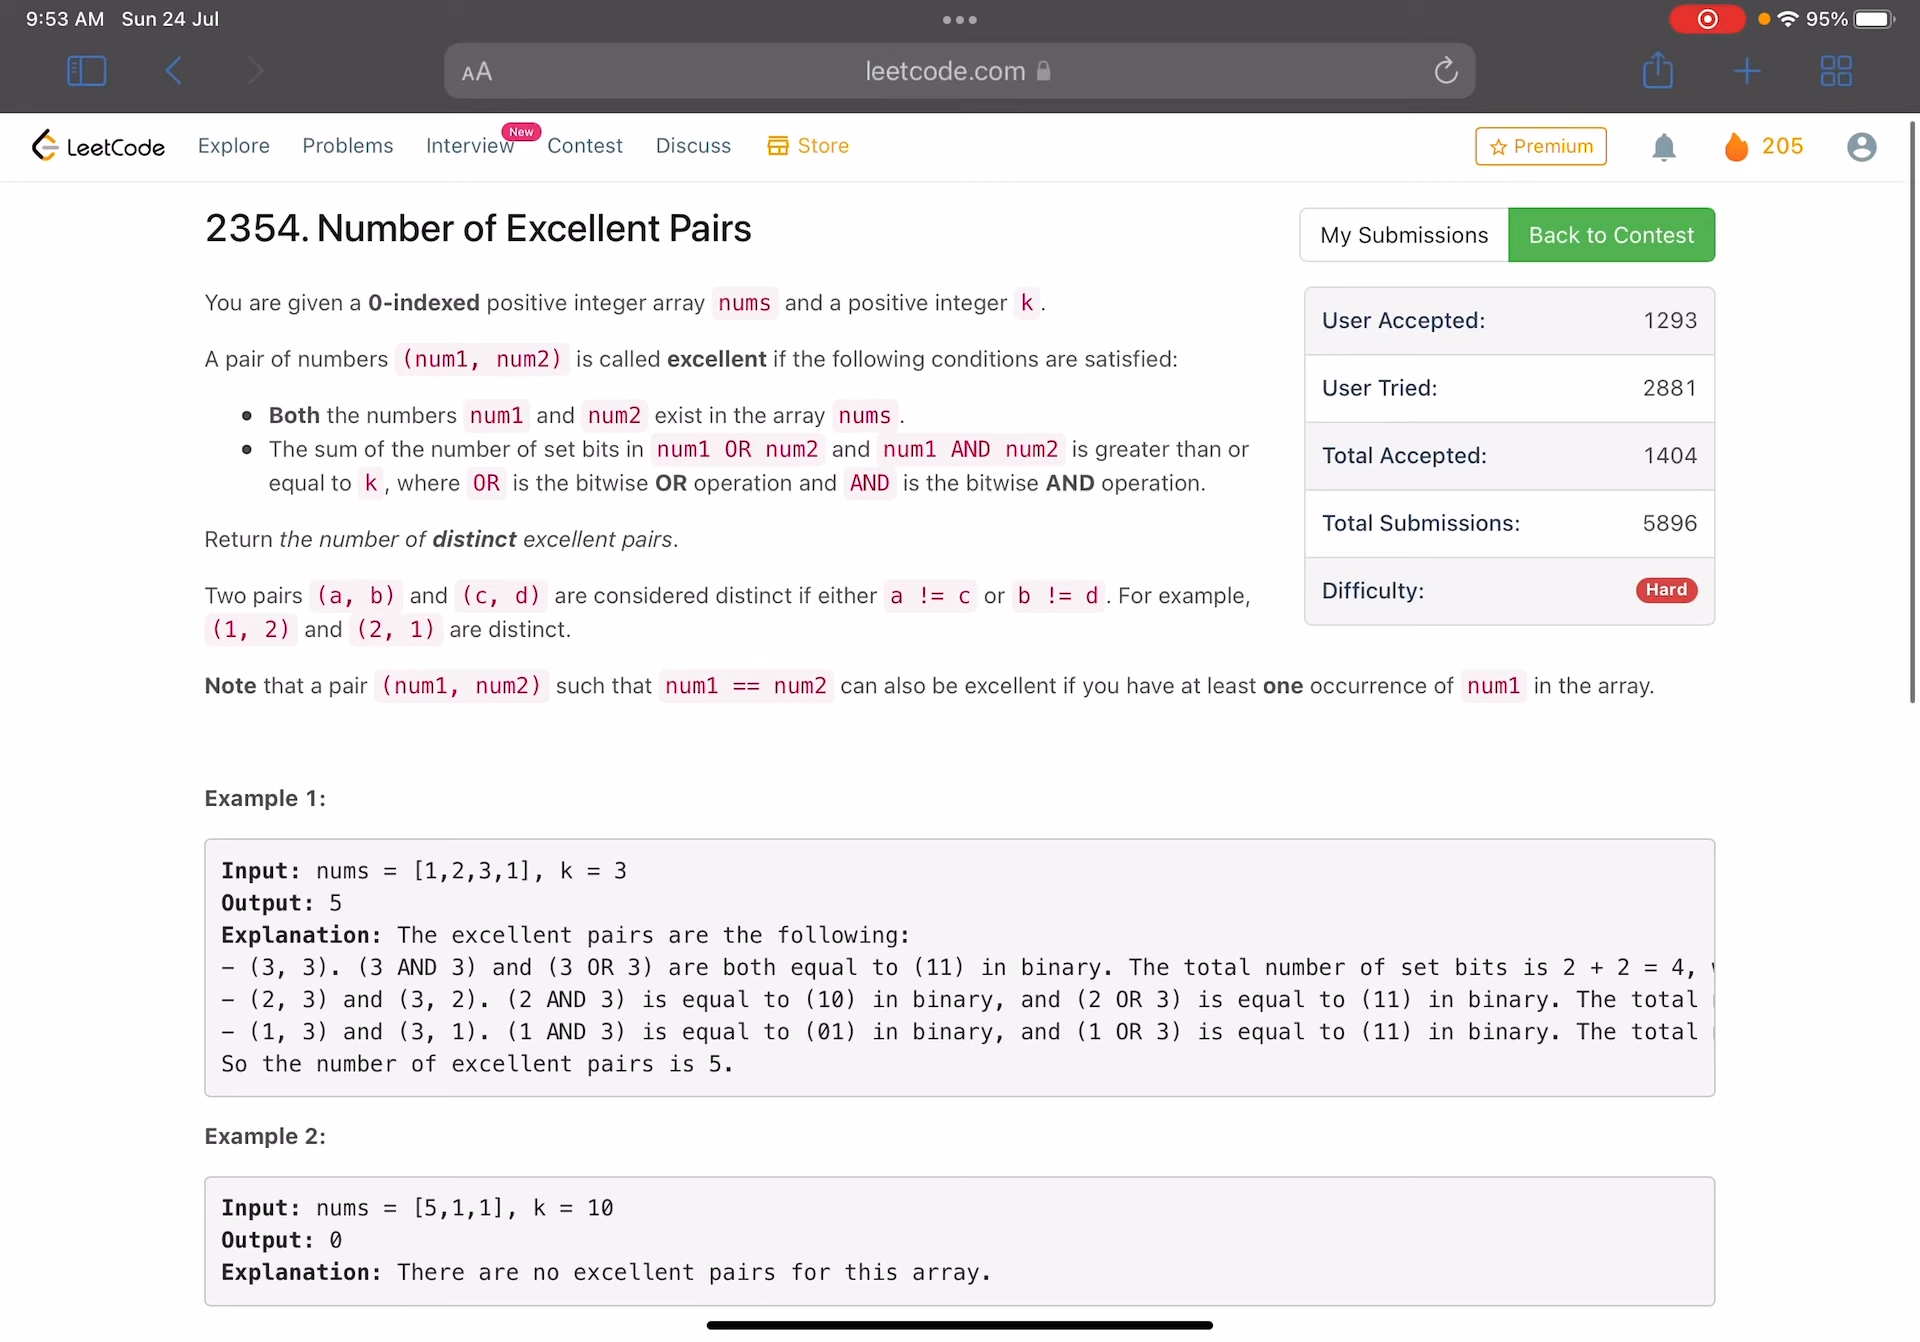 9:53 AM Sun 24 Jul
95%
AA
leetcode.com
LeetCode Explore Problems Interview New Contest Discuss Store Premium 205
2354. Number of Excellent Pairs
My Submissions Back to Contest
You are given a 0-indexed positive integer array nums and a positive integer k.
A pair of numbers (num1, num2) is called excellent if the following conditions are satisfied:
• Both the numbers num1 and num2 exist in the array nums.
• The sum of the number of set bits in num1 OR num2 and num1 AND num2 is greater than or
equal to k, where OR is the bitwise OR operation and AND is the bitwise AND operation.
Return the number of distinct excellent pairs.
Two pairs (a, b) and (c, d) are considered distinct if either a != c or b != d. For example,
(1, 2) and (2, 1) are distinct.
User Accepted: 1293
User Tried: 2881
Total Accepted: 1404
Total Submissions: 5896
Difficulty: Hard
Note that a pair (num1, num2) such that num1 == num2 can also be excellent if you have at least one occurrence of num1 in the array.
Example 1:
Input: nums = [1,2,3,1], k = 3
Output: 5
Explanation: The excellent pairs are the following:
- (3, 3). (3 AND 3) and (3 OR 3) are both equal to (11) in binary. The total number of set bits is 2 + 2 = 4,
- (2, 3) and (3, 2). (2 AND 3) is equal to (10) in binary, and (2 OR 3) is equal to (11) in binary. The total
- (1, 3) and (3, 1). (1 AND 3) is equal to (01) in binary, and (1 OR 3) is equal to (11) in binary. The total
So the number of excellent pairs is 5.
Example 2:
Input: nums = [5,1,1], k = 10
Output: 0
Explanation: There are no excellent pairs for this array.